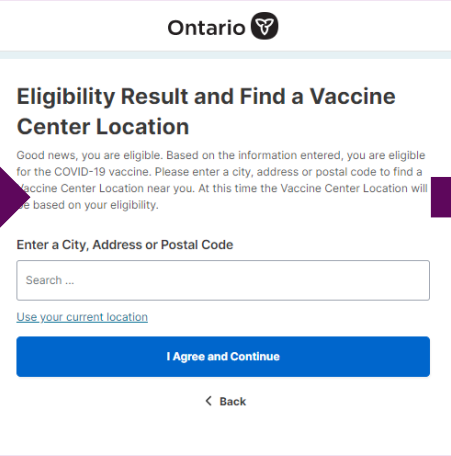 Ontario
Eligibility Result and Find a Vaccine
Center Location
Good news, you are eligible. Based on the information entered, you are eligible
for the COVID-19 vaccine. Please enter a city, address or postal code to find a
Vaccine Center Location near you. At this time the Vaccine Center Location will
be based on your eligibility.
Enter a City, Address or Postal Code
Search ...
Use your current location
I Agree and Continue
Back